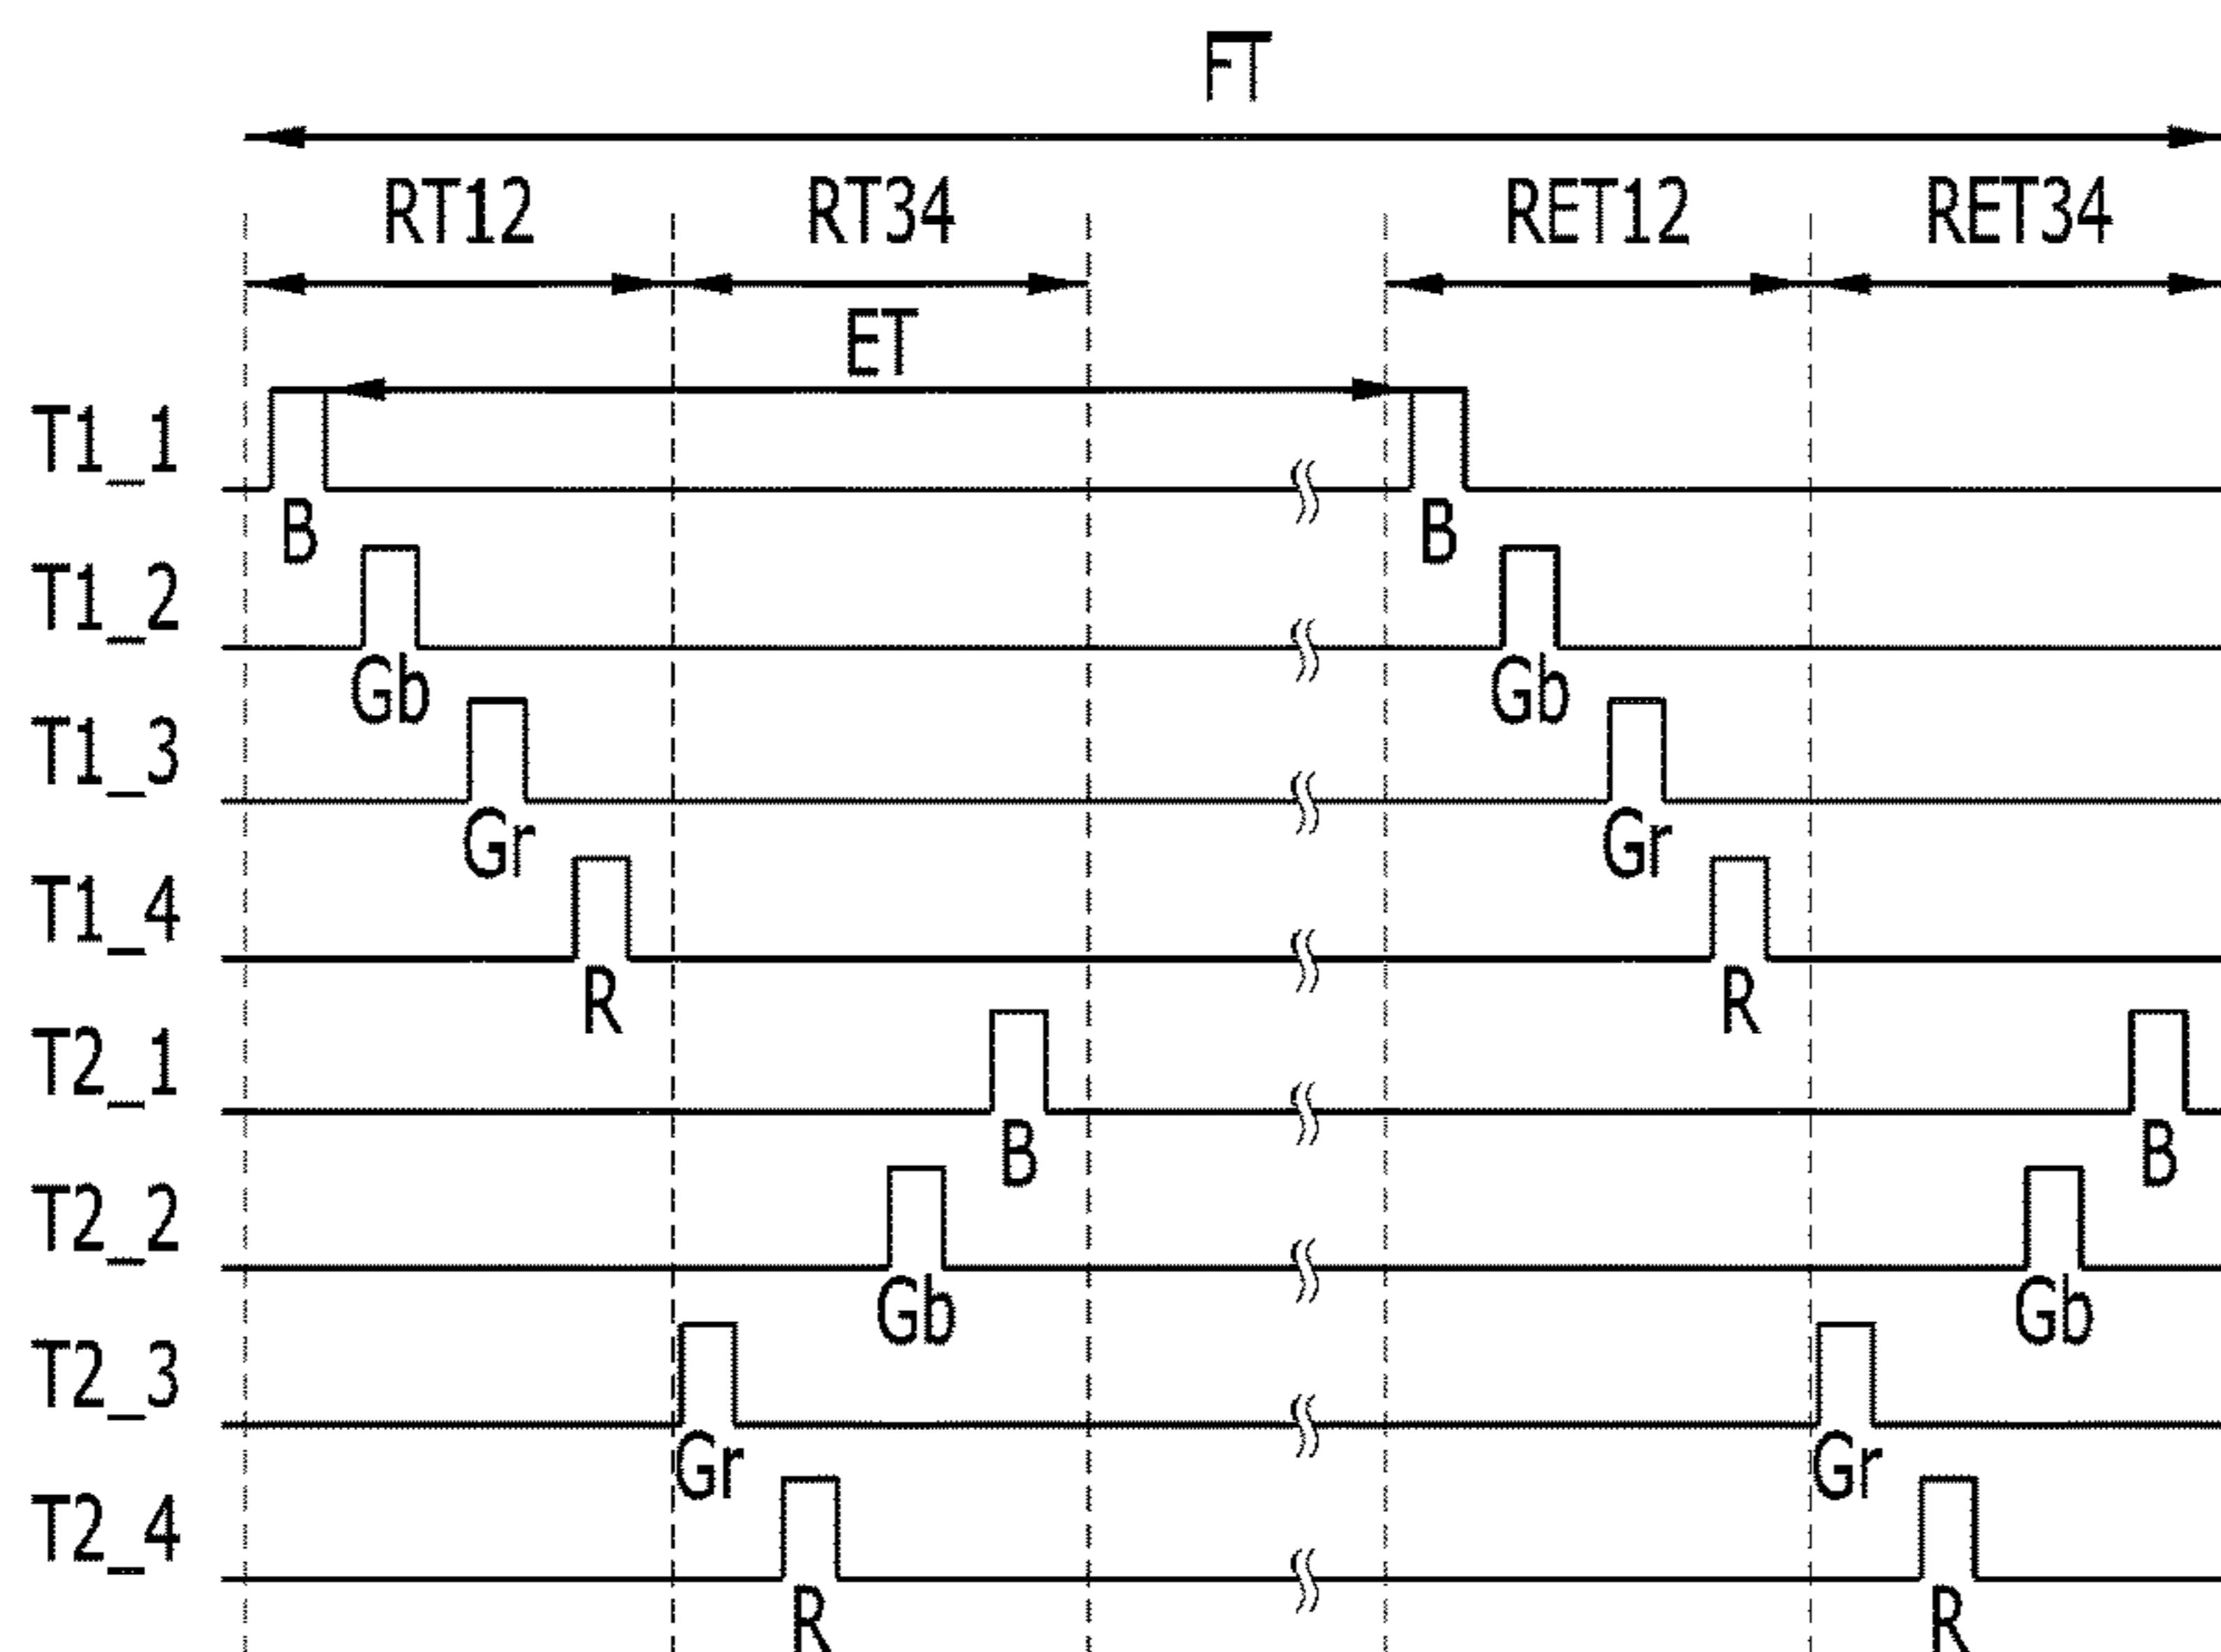 FT
RT12 RT34 RET12 RET34
ET
T1_1
B B
T1_2
Gb Gb
T1_3
Gr Gr
T1_4
R R
T2_1
B B
T2_2
Gb Gb
T2_3
Gr Gr
T2_4
R R